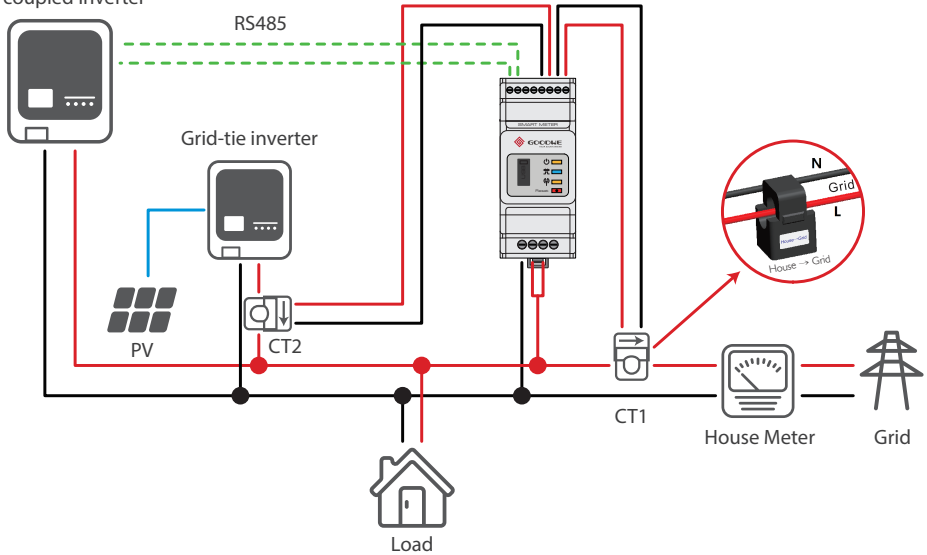 coupled inverter
RS485
SMART METER
GOODWE
Grid-tie inverter
N
Grid
L
House→Grid
House → Grid
PV
CT2
CT1
House Meter
Grid
Load